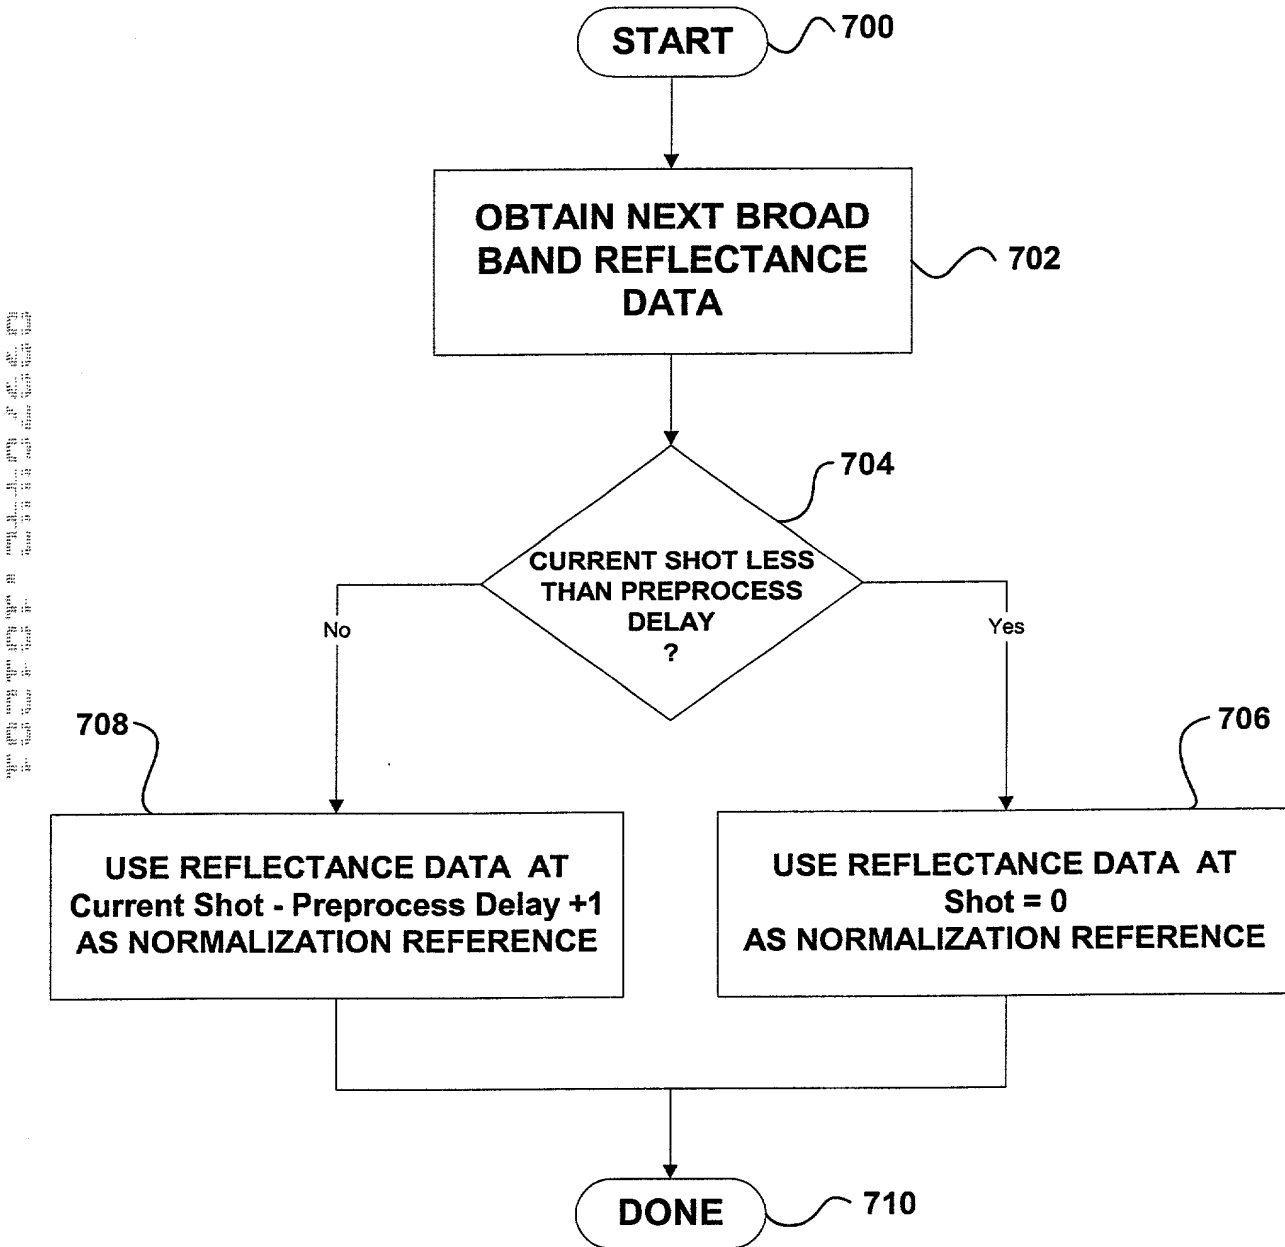 START
700
OBTAIN NEXT BROAD
BAND REFLECTANCE
DATA
702
704
CURRENT SHOT LESS
THAN PREPROCESS
DELAY
?
No
Yes
708
706
USE REFLECTANCE DATA AT
Current Shot - Preprocess Delay +1
AS NORMALIZATION REFERENCE
USE REFLECTANCE DATA AT
Shot = 0
AS NORMALIZATION REFERENCE
DONE
710